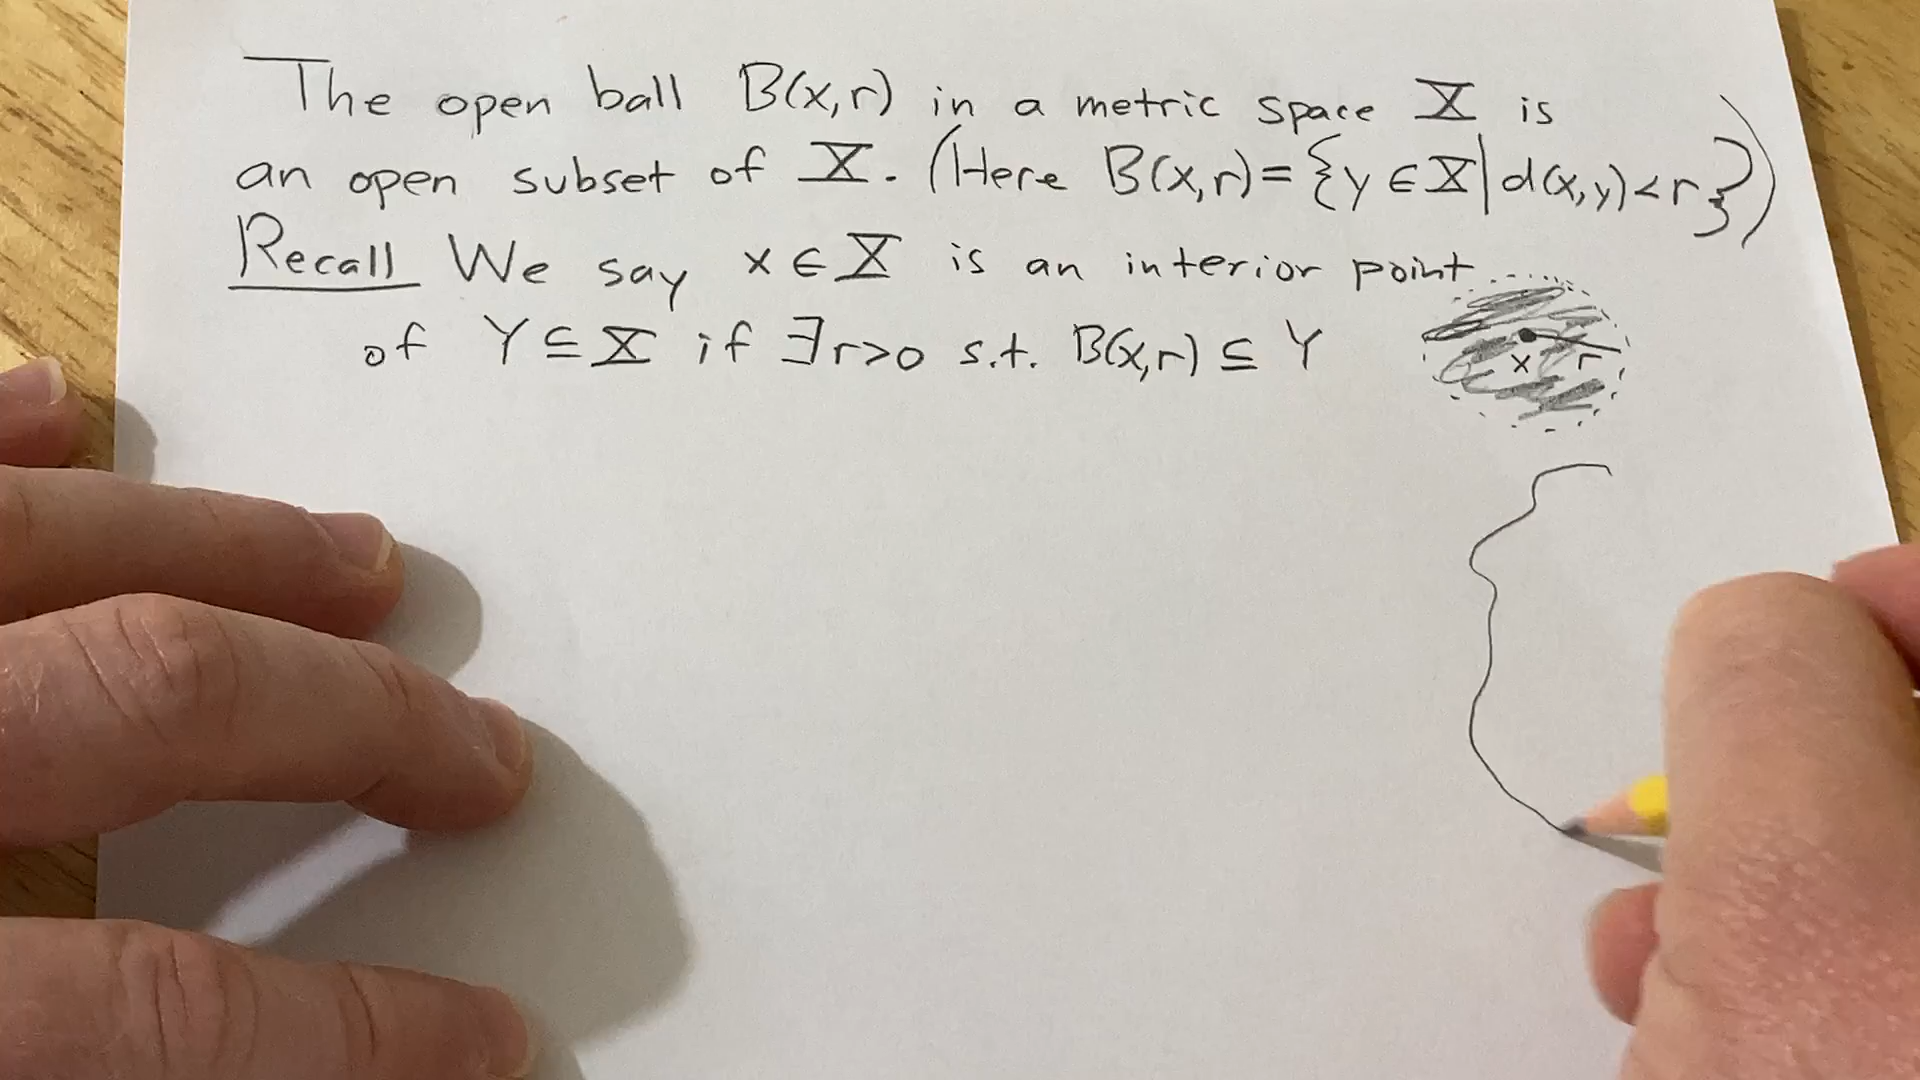 The open ball B(x,r) in a metric space X is
an open subset of X. (Here B(x,r)={y∈X|d(x,y)<r})
Recall We say x∈X is an interior point
of Y⊆X if ∃r>0 s.t. B(x,r)⊆Y
x r